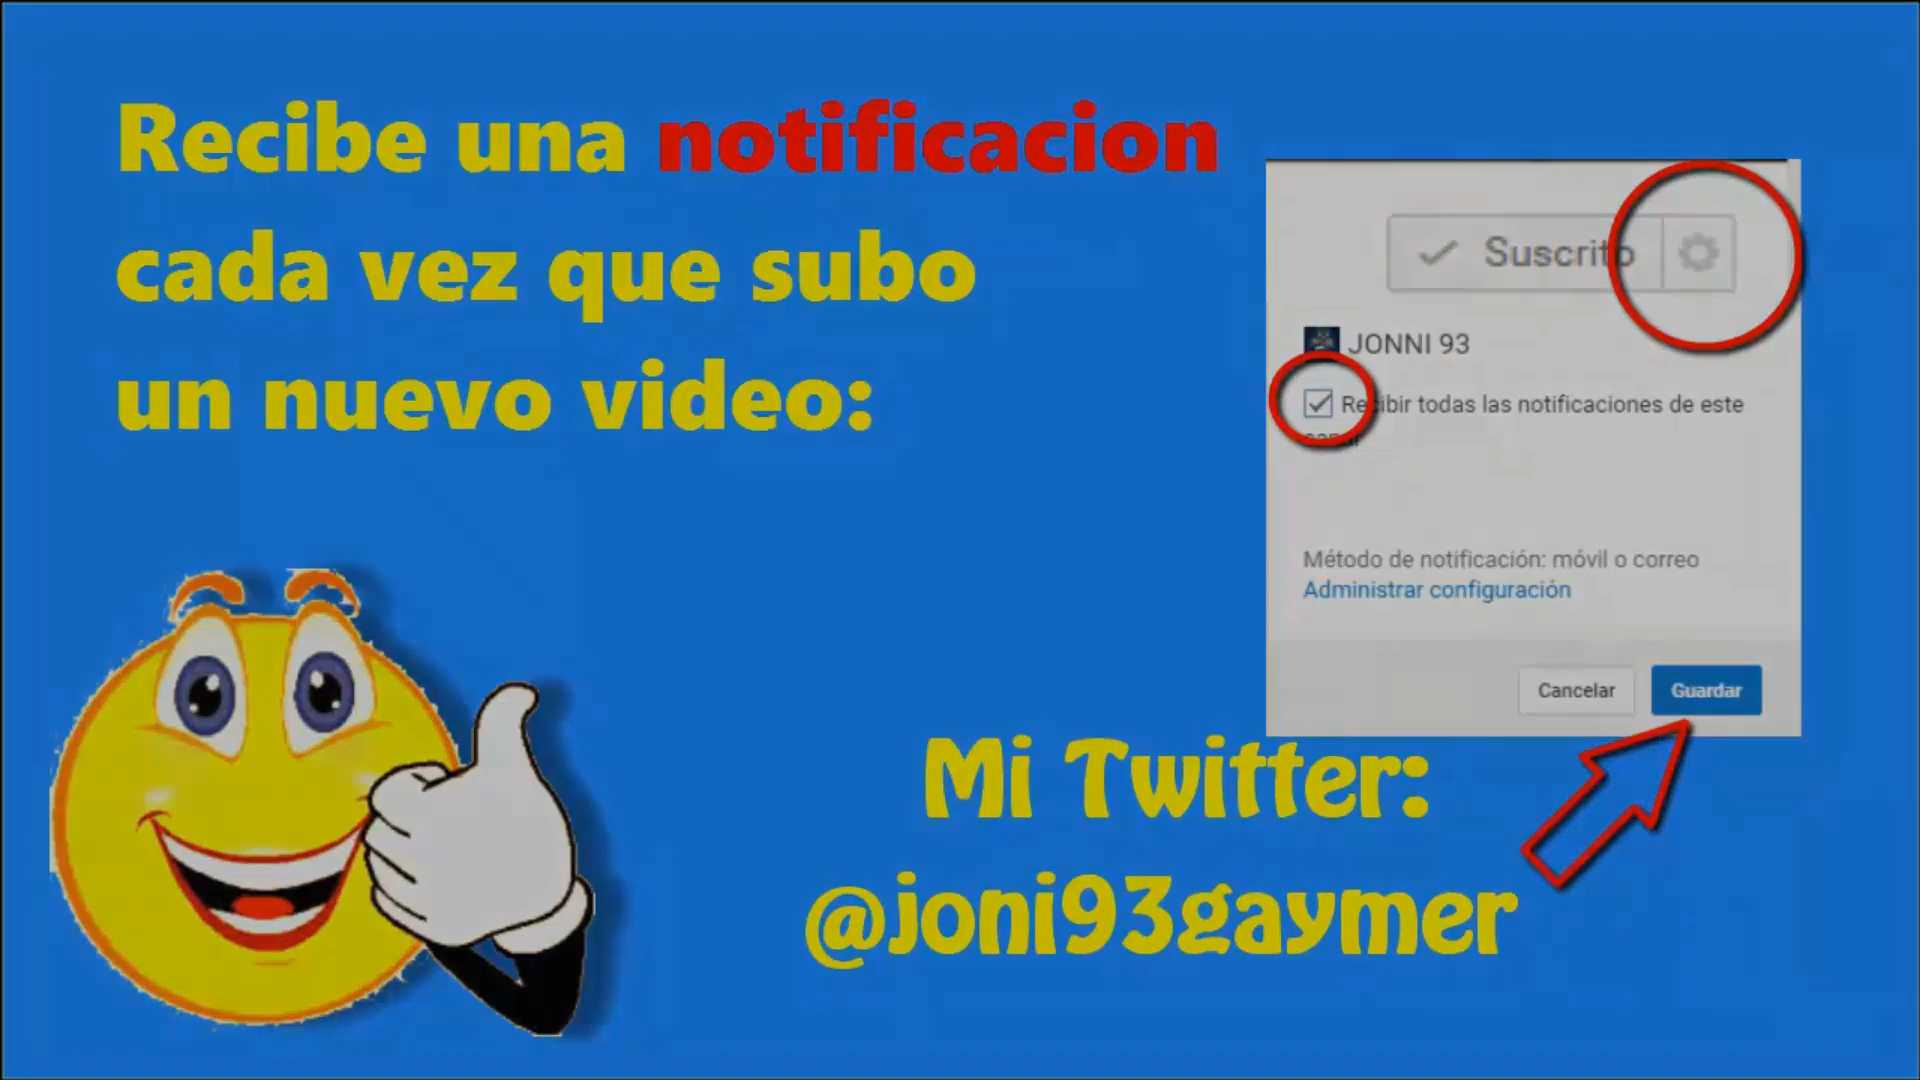 Recibe una notificacion
cada vez que subo
un nuevo video:
Suscrito
JONNI 93
Recibir todas las notificaciones de este
canal
Método de notificación: móvil o correo
Administrar configuración
Cancelar
Guardar
Mi Twitter:
@joni93gaymer